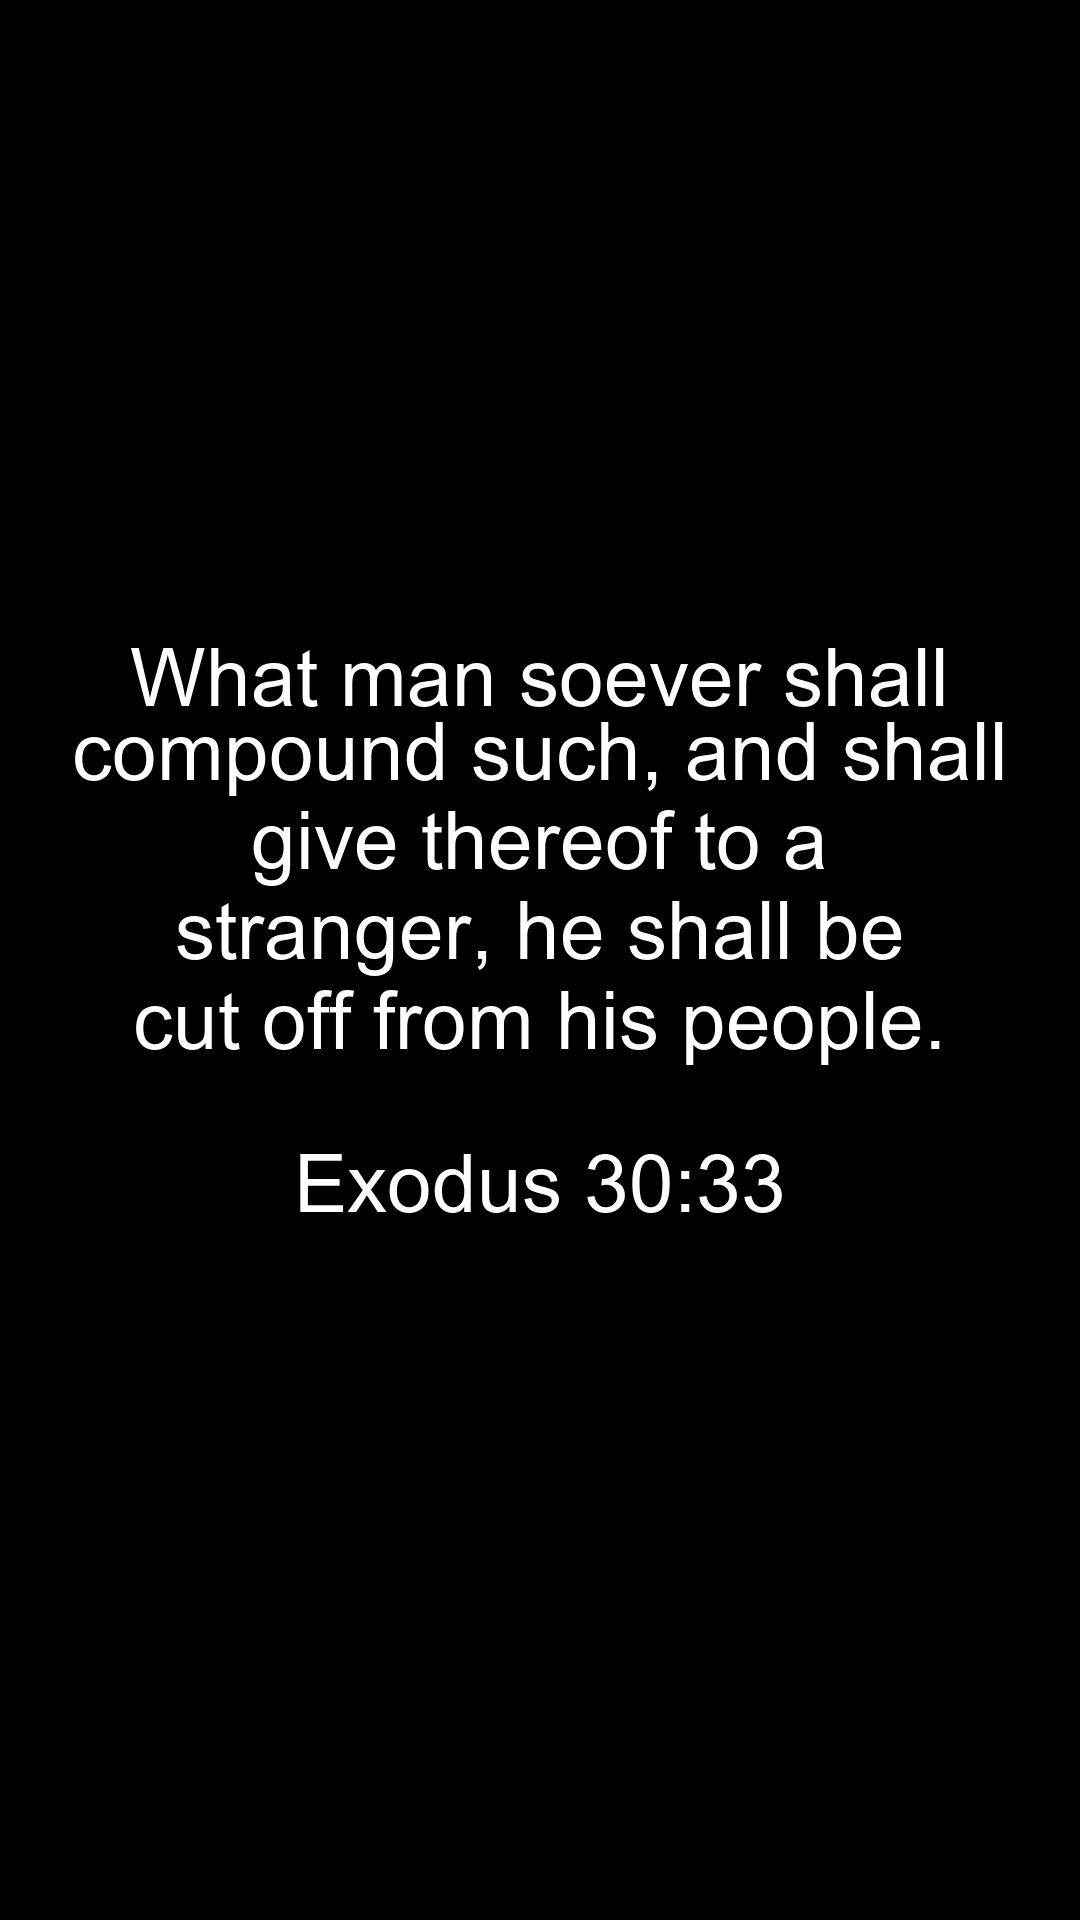 What man soever shall
compound such, and shall
give thereof to a
stranger, he shall be
cut off from his people.
Exodus 30:33